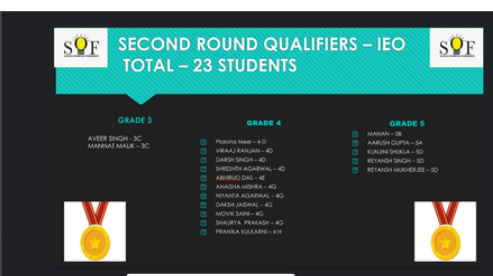 SOF
SECOND ROUND QUALIFIERS – IEO
TOTAL – 23 STUDENTS
SOF
GRADE 3
AVEER SINGH - 3C
MANNAT MALIK – 3C
GRADE 4
Plaksha Meel – 4 D
VIRAAJ RANJAN – 4D
DARSH SINGH – 4D
SHRESHTH AGARWAL – 4D
ABHIRUP DAS – 4E
ANAISHA MISHRA – 4G
NIYANTA AGARWAL – 4G
DAKSH JAISWAL – 4G
MOVIK SAINI – 4G
SHAURYA PRAKASH – 4G
PRANIKA KULKARNI – 4 H
GRADE 5
MANAN – 5B
AARUSH GUPTA – 5A
KUNJINI SHUKLA – 5D
REYANSH SINGH – 5D
REYANSH MUKHERJEE – 5D